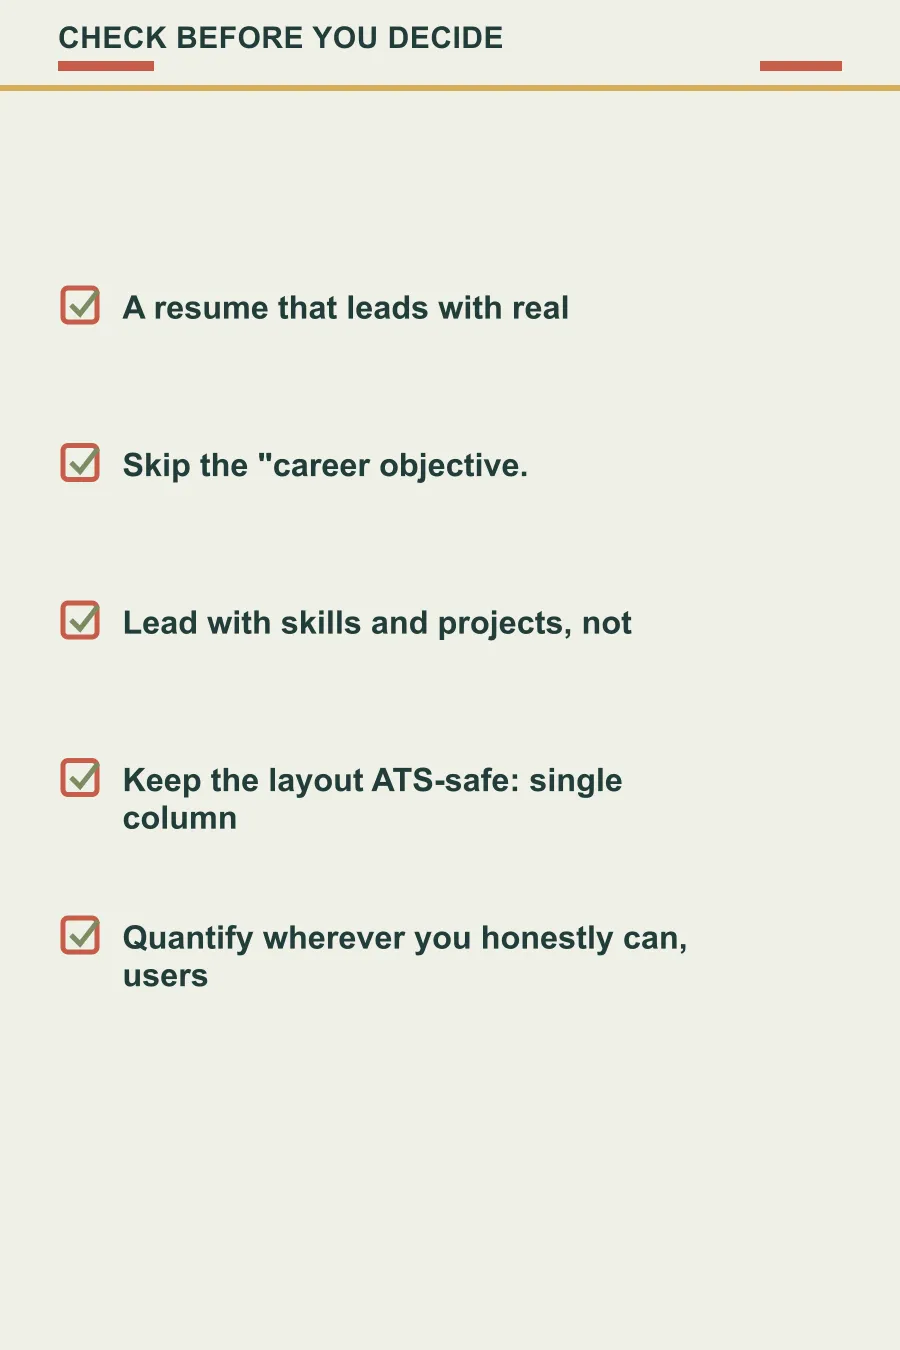 CHECK BEFORE YOU DECIDE
A resume that leads with real
Skip the "career objective.
Lead with skills and projects, not
Keep the layout ATS-safe: single
column
Quantify wherever you honestly can,
users